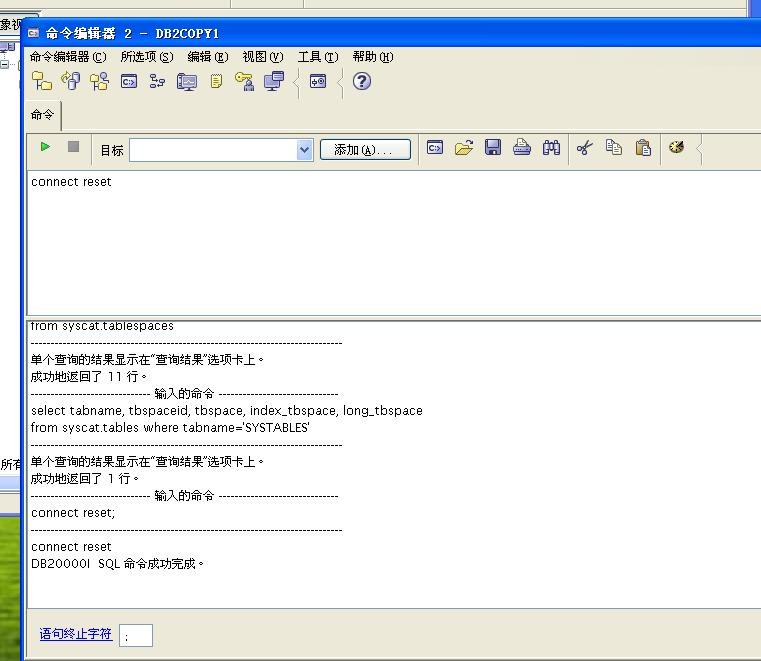 象视
命令编辑器 2 - DB2COPY1
命令编辑器(C) 所选项(S) 编辑(E) 视图(V) 工具(T) 帮助(H)
命令
目标 添加(A)...
connect reset
from syscat.tablespaces
------------------------------------------------------------------------------
单个查询的结果显示在“查询结果”选项卡上。
成功地返回了 11 行。
------------------------------ 输入的命令 ------------------------------
select tabname, tbspaceid, tbspace, index_tbspace, long_tbspace
from syscat.tables where tabname='SYSTABLES'
------------------------------------------------------------------------------
单个查询的结果显示在“查询结果”选项卡上。
所有
成功地返回了 1 行。
------------------------------ 输入的命令 ------------------------------
connect reset;
------------------------------------------------------------------------------
connect reset
DB20000I SQL 命令成功完成。
语句终止字符 ;